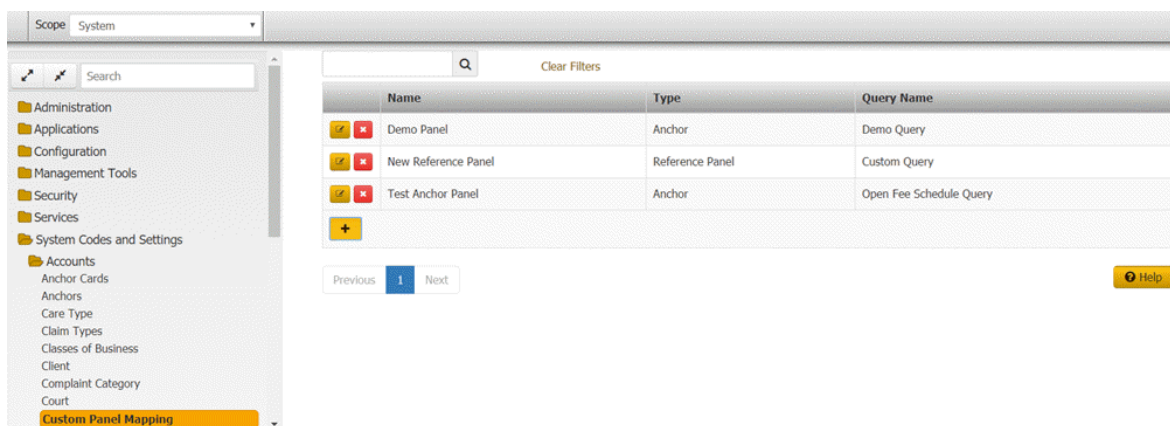 Scope System
Search
Administration
Applications
Configuration
Management Tools
Security
Services
System Codes and Settings
Accounts
Anchor Cards
Anchors
Care Type
Claim Types
Classes of Business
Client
Complaint Category
Court
Custom Panel Mapping
Clear Filters
Name Type Query Name
Demo Panel Anchor Demo Query
New Reference Panel Reference Panel Custom Query
Test Anchor Panel Anchor Open Fee Schedule Query
+
Previous 1 Next
Help